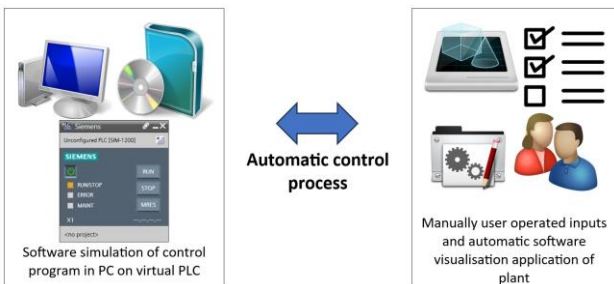 Siemens
Unconfigured PLC [SIM-1200]
SIEMENS
RUN/STOP
RUN
ERROR
STOP
MAINT
MRES
X1
<no project>
Software simulation of control
program in PC on virtual PLC
Automatic control
process
Manually user operated inputs
and automatic software
visualisation application of
plant